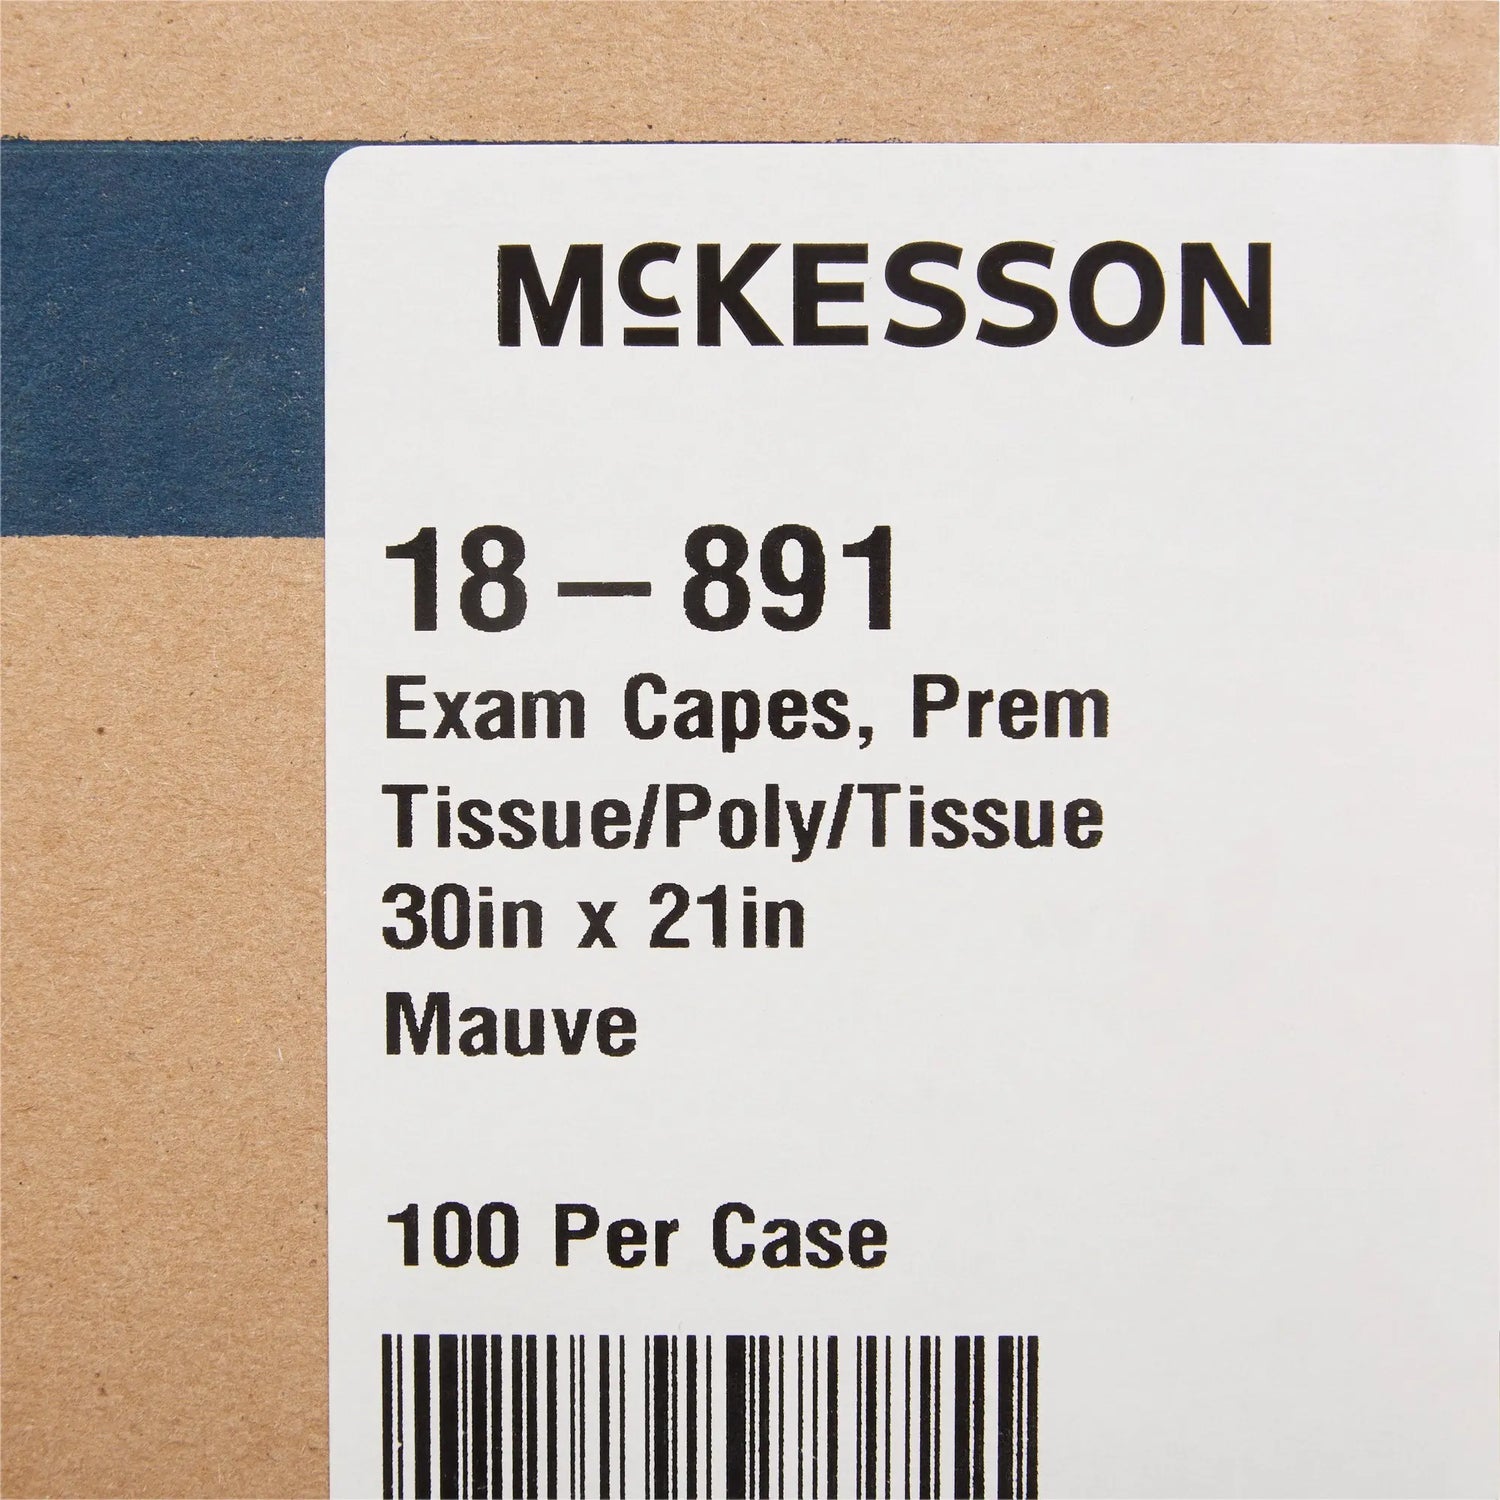 McKESSON
18-891
Exam Capes, Prem
Tissue/Poly/Tissue
30in x 21in
Mauve
100 Per Case